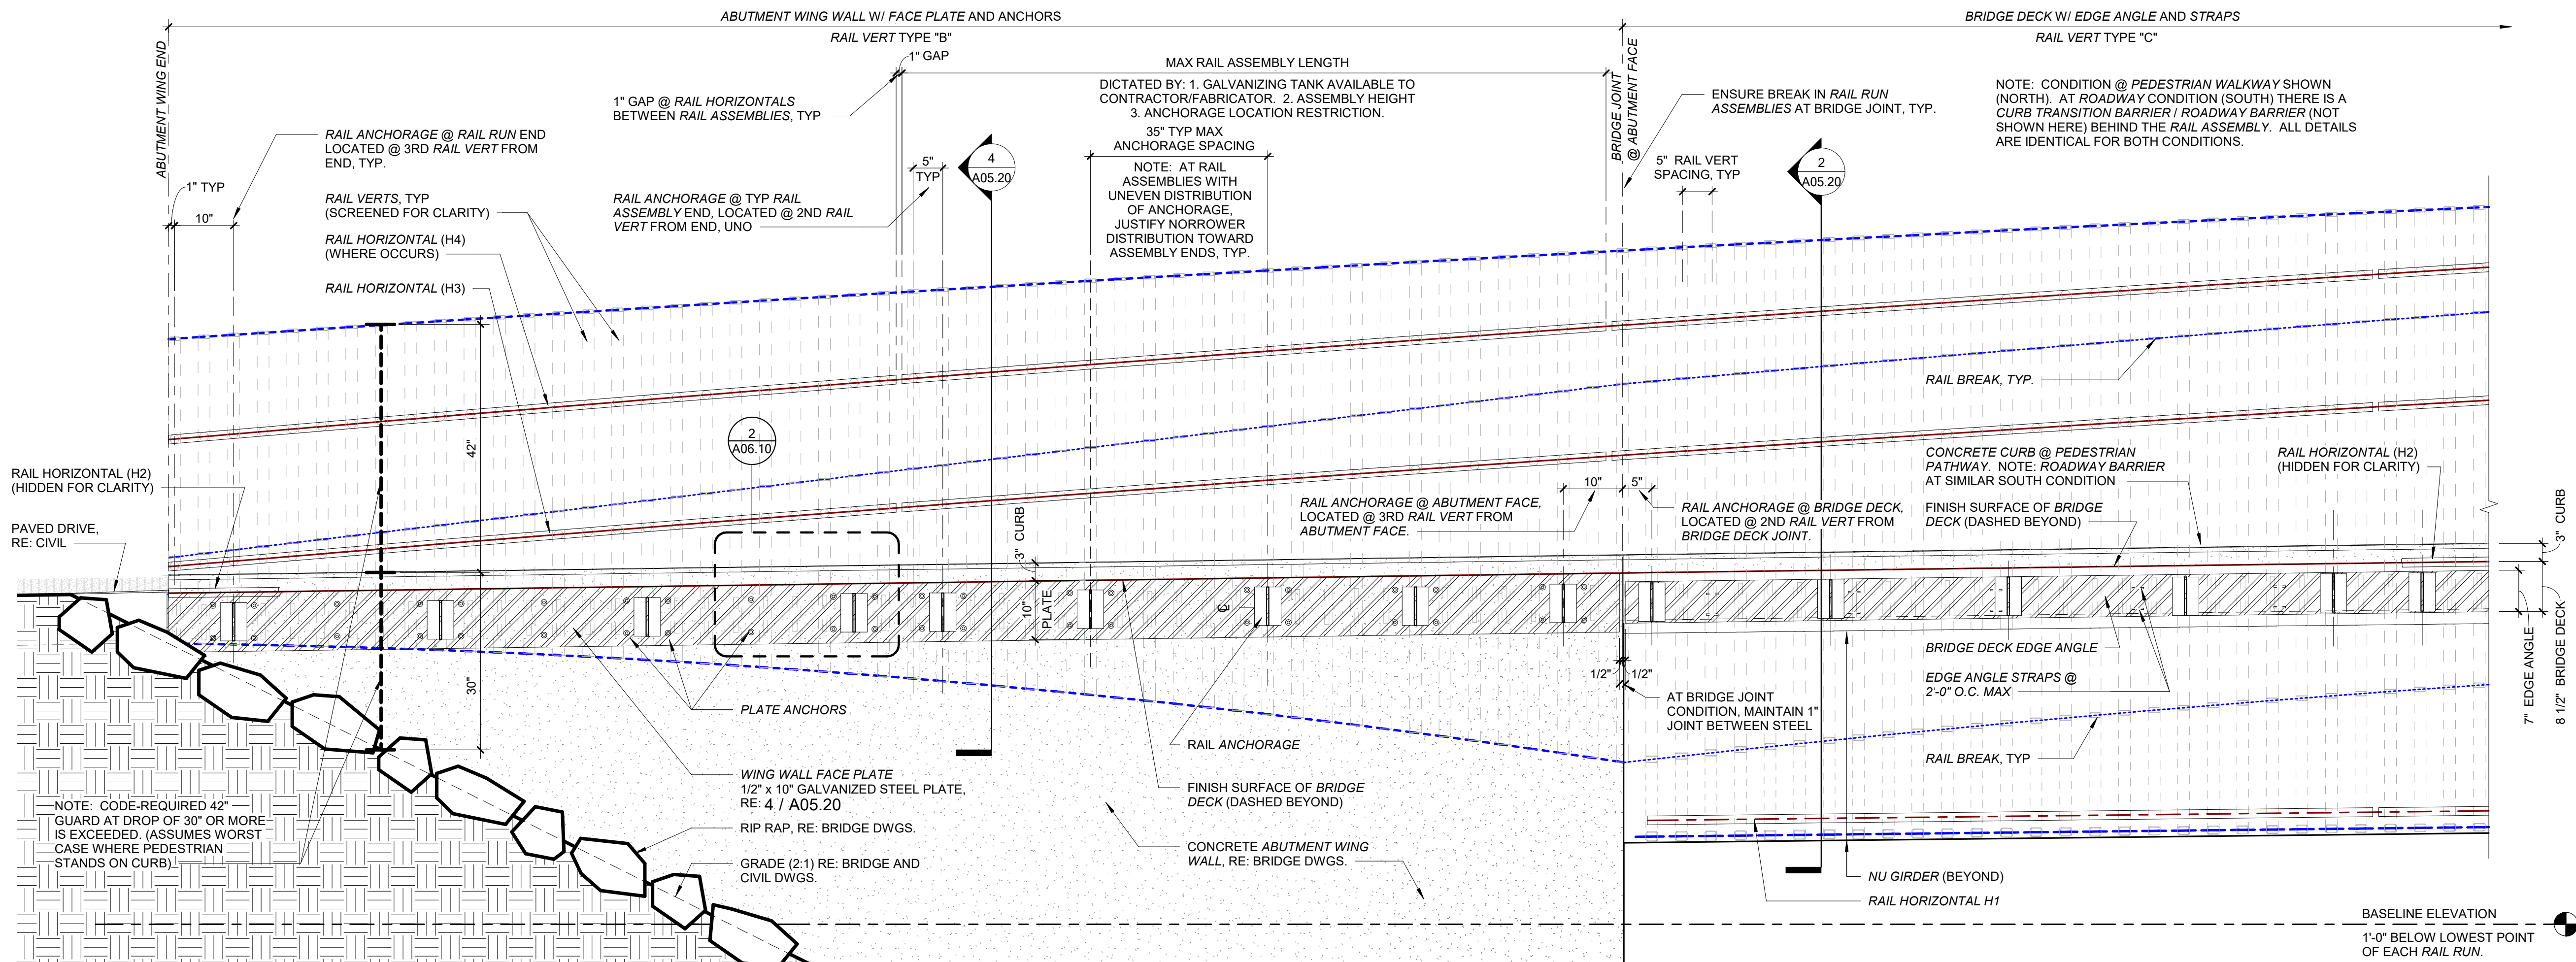 ABUTMENT WING WALL W/ FACE PLATE AND ANCHORS
RAIL VERT TYPE "B"
BRIDGE DECK W/ EDGE ANGLE AND STRAPS
RAIL VERT TYPE "C"
ABUTMENT WING END
1" GAP
MAX RAIL ASSEMBLY LENGTH
DICTATED BY: 1. GALVANIZING TANK AVAILABLE TO
CONTRACTOR/FABRICATOR. 2. ASSEMBLY HEIGHT
3. ANCHORAGE LOCATION RESTRICTION.
BRIDGE JOINT
@ ABUTMENT FACE
ENSURE BREAK IN RAIL RUN
ASSEMBLIES AT BRIDGE JOINT, TYP.
NOTE: CONDITION @ PEDESTRIAN WALKWAY SHOWN
(NORTH). AT ROADWAY CONDITION (SOUTH) THERE IS A
CURB TRANSITION BARRIER / ROADWAY BARRIER (NOT
SHOWN HERE) BEHIND THE RAIL ASSEMBLY. ALL DETAILS
ARE IDENTICAL FOR BOTH CONDITIONS.
1" GAP @ RAIL HORIZONTALS
BETWEEN RAIL ASSEMBLIES, TYP
RAIL ANCHORAGE @ RAIL RUN END
LOCATED @ 3RD RAIL VERT FROM
END, TYP.
1" TYP
10"
RAIL VERTS, TYP
(SCREENED FOR CLARITY)
RAIL HORIZONTAL (H4)
(WHERE OCCURS)
RAIL HORIZONTAL (H3)
RAIL ANCHORAGE @ TYP RAIL
ASSEMBLY END, LOCATED @ 2ND RAIL
VERT FROM END, UNO
5"
TYP
4
A05.20
35" TYP MAX
ANCHORAGE SPACING
NOTE: AT RAIL
ASSEMBLIES WITH
UNEVEN DISTRIBUTION
OF ANCHORAGE,
JUSTIFY NORROWER
DISTRIBUTION TOWARD
ASSEMBLY ENDS, TYP.
5" RAIL VERT
SPACING, TYP
2
A05.20
RAIL BREAK, TYP.
42"
2
A06.10
RAIL HORIZONTAL (H2)
(HIDDEN FOR CLARITY)
PAVED DRIVE,
RE: CIVIL
3" CURB
RAIL ANCHORAGE @ ABUTMENT FACE,
LOCATED @ 3RD RAIL VERT FROM
ABUTMENT FACE.
10"
5"
RAIL ANCHORAGE @ BRIDGE DECK,
LOCATED @ 2ND RAIL VERT FROM
BRIDGE DECK JOINT.
CONCRETE CURB @ PEDESTRIAN
PATHWAY. NOTE: ROADWAY BARRIER
AT SIMILAR SOUTH CONDITION
FINISH SURFACE OF BRIDGE
DECK (DASHED BEYOND)
RAIL HORIZONTAL (H2)
(HIDDEN FOR CLARITY)
3" CURB
10"
PLATE
CL
30"
1/2"
1/2"
BRIDGE DECK EDGE ANGLE
EDGE ANGLE STRAPS @
2'-0" O.C. MAX
7" EDGE ANGLE
8 1/2" BRIDGE DECK
PLATE ANCHORS
AT BRIDGE JOINT
CONDITION, MAINTAIN 1"
JOINT BETWEEN STEEL
RAIL ANCHORAGE
RAIL BREAK, TYP
WING WALL FACE PLATE
1/2" x 10" GALVANIZED STEEL PLATE,
RE: 4 / A05.20
FINISH SURFACE OF BRIDGE
DECK (DASHED BEYOND)
NOTE: CODE-REQUIRED 42"
GUARD AT DROP OF 30" OR MORE
IS EXCEEDED. (ASSUMES WORST
CASE WHERE PEDESTRIAN
STANDS ON CURB)
RIP RAP, RE: BRIDGE DWGS.
GRADE (2:1) RE: BRIDGE AND
CIVIL DWGS.
CONCRETE ABUTMENT WING
WALL, RE: BRIDGE DWGS.
NU GIRDER (BEYOND)
RAIL HORIZONTAL H1
BASELINE ELEVATION
1'-0" BELOW LOWEST POINT
OF EACH RAIL RUN.